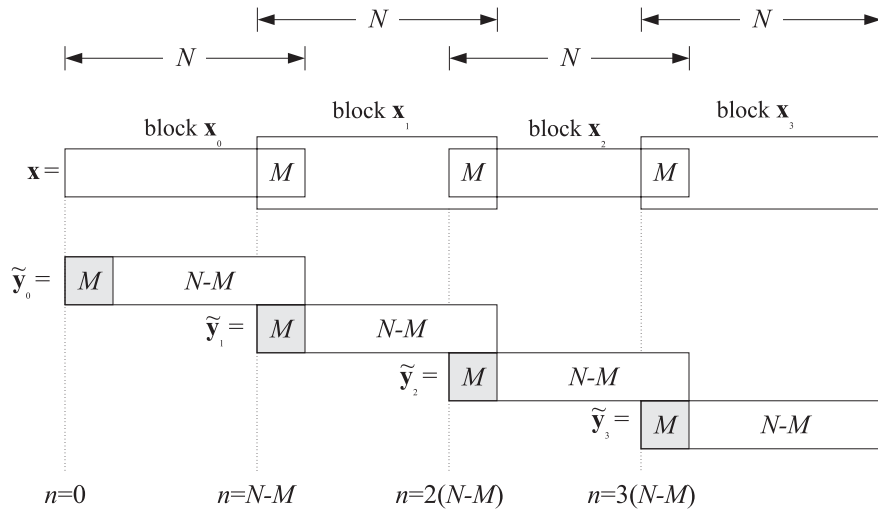 N N
N N
block x₀ block x₁ block x₂ block x₃
x = M M M
ỹ₀ = M N-M
ỹ₁ = M N-M
ỹ₂ = M N-M
ỹ₃ = M N-M
n=0 n=N-M n=2(N-M) n=3(N-M)